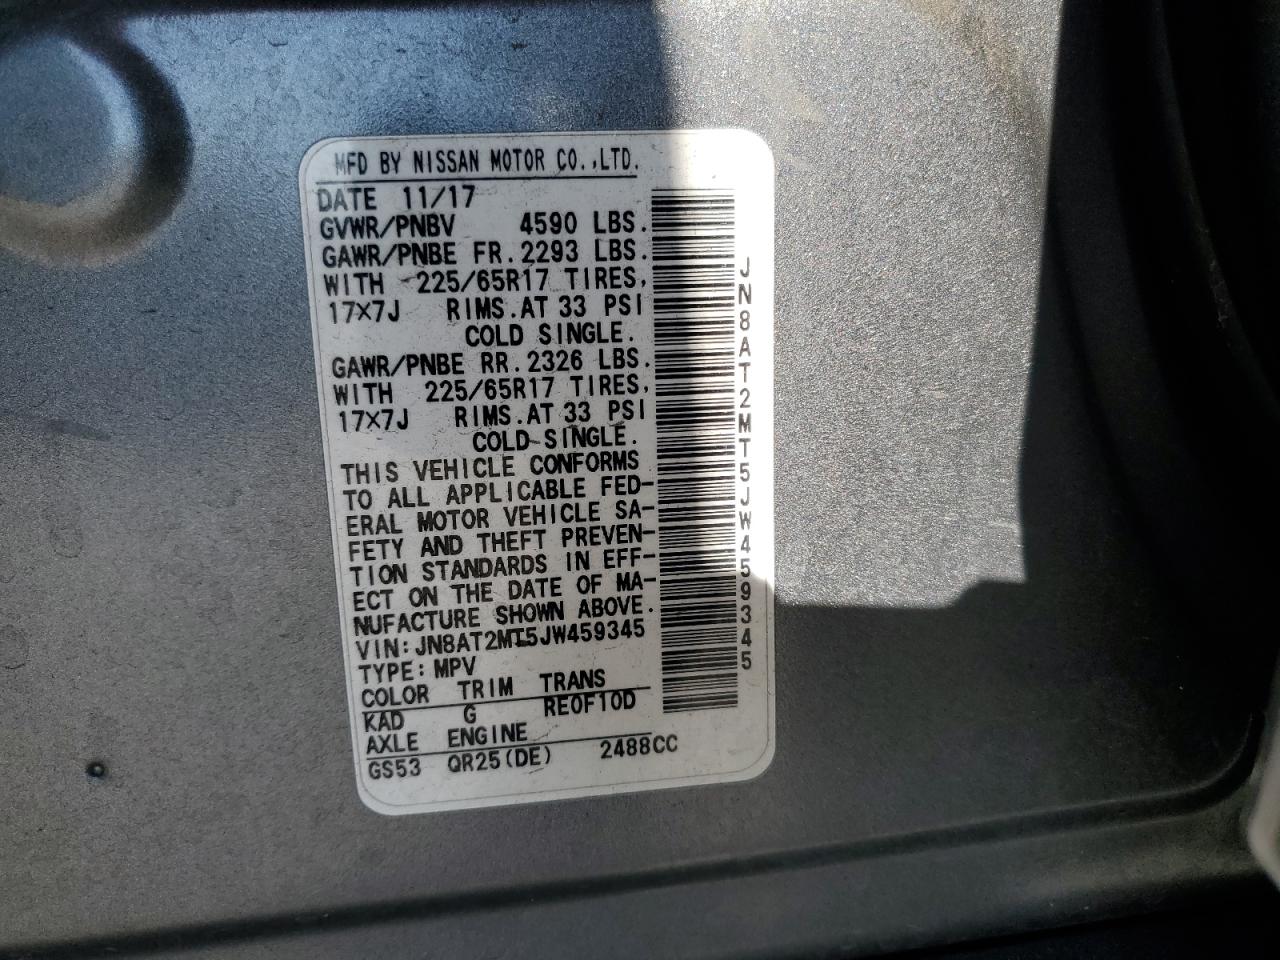 MFD BY NISSAN MOTOR CO.,LTD.
DATE 11/17
GVWR/PNBV 4590 LBS.
GAWR/PNBE FR.2293 LBS.
WITH 225/65R17 TIRES,
17×7J RIMS.AT 33 PSI
COLD SINGLE.
GAWR/PNBE RR.2326 LBS.
WITH 225/65R17 TIRES,
17×7J RIMS.AT 33 PSI
COLD SINGLE.
THIS VEHICLE CONFORMS
TO ALL APPLICABLE FED-
ERAL MOTOR VEHICLE SA-
FETY AND THEFT PREVEN-
TION STANDARDS IN EFF-
ECT ON THE DATE OF MA-
NUFACTURE SHOWN ABOVE.
VIN:JN8AT2MT5JW459345
TYPE:MPV
COLOR TRIM TRANS
KAD G RE0F10D
AXLE ENGINE
GS53 QR25(DE) 2488CC
JN8AT2MT5JW459345